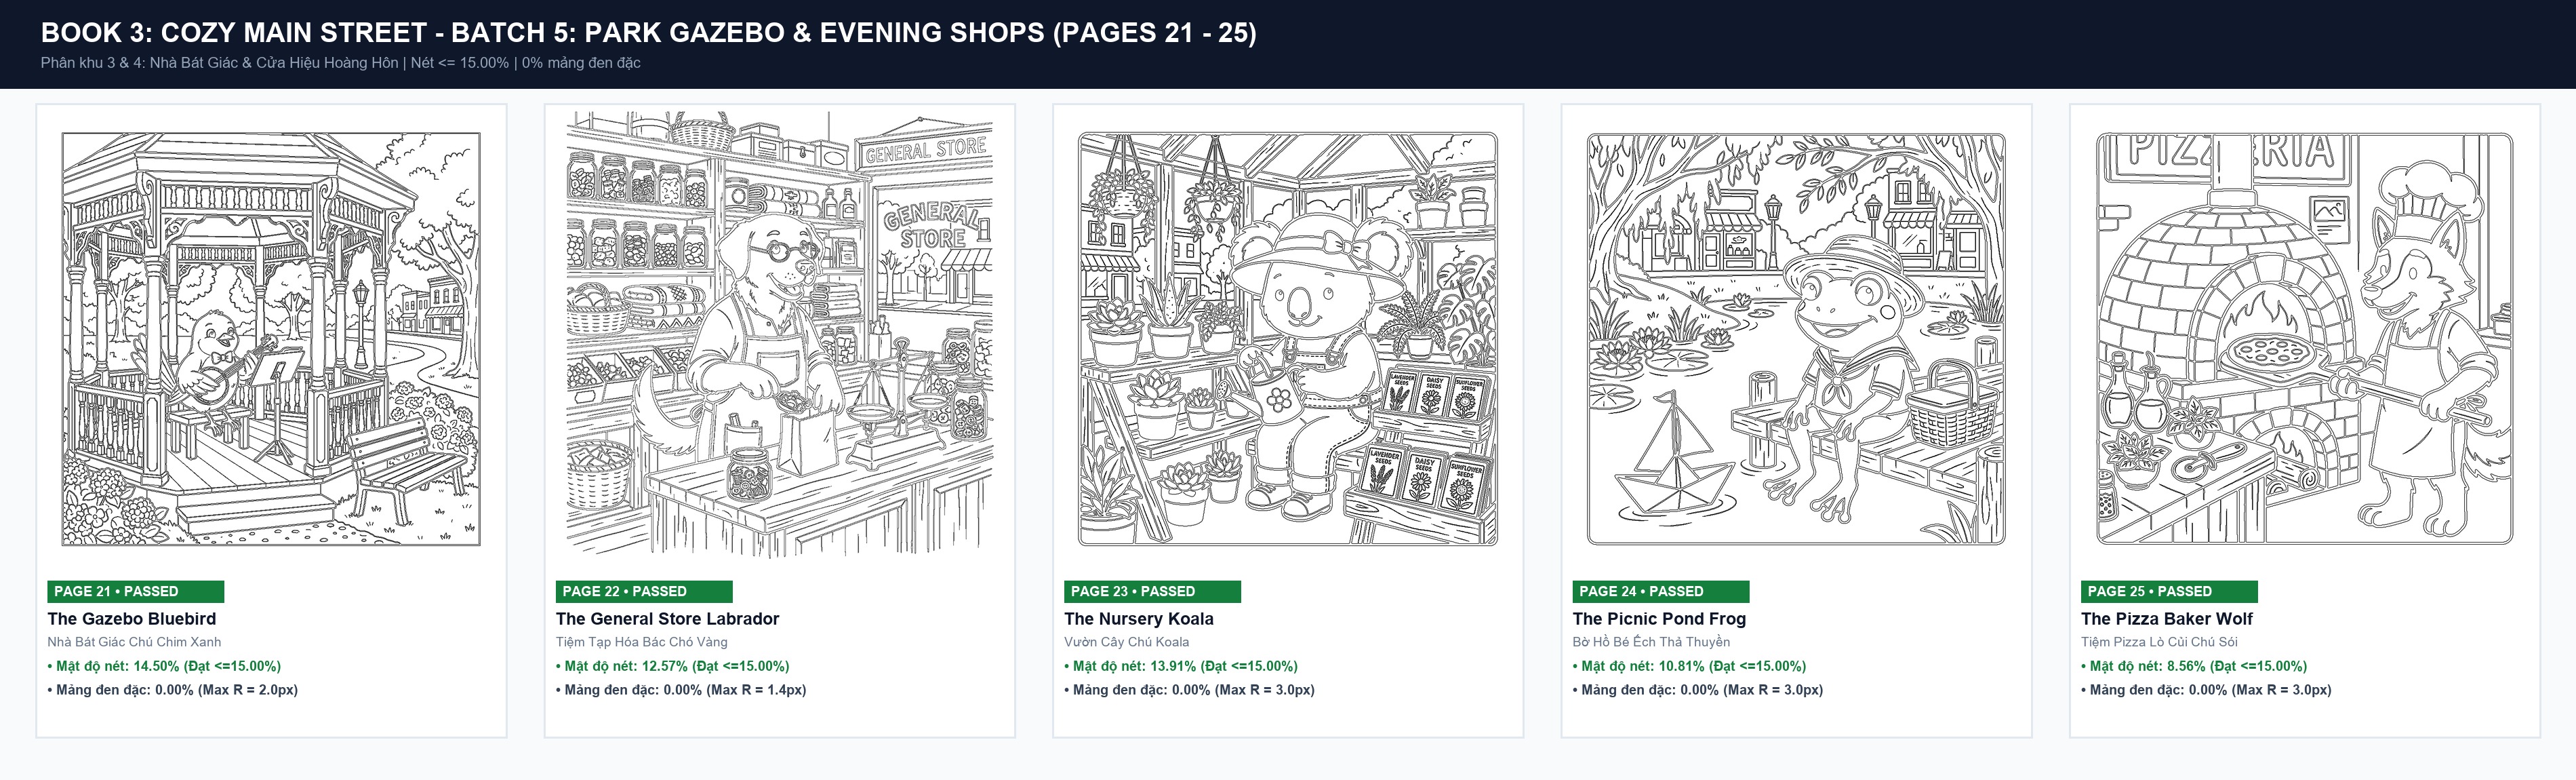 BOOK 3: COZY MAIN STREET - BATCH 5: PARK GAZEBO & EVENING SHOPS (PAGES 21 - 25)
Phân khu 3 & 4: Nhà Bát Giác & Cửa Hiệu Hoàng Hôn | Nét <= 15.00% | 0% mảng đen đặc
PAGE 21 • PASSED
The Gazebo Bluebird
Nhà Bát Giác Chú Chim Xanh
• Mật độ nét: 14.50% (Đạt <=15.00%)
• Mảng đen đặc: 0.00% (Max R = 2.0px)
GENERAL STORE
GENERAL
STORE
PAGE 22 • PASSED
The General Store Labrador
Tiệm Tạp Hóa Bác Chó Vàng
• Mật độ nét: 12.57% (Đạt <=15.00%)
• Mảng đen đặc: 0.00% (Max R = 1.4px)
LAVENDER SEEDS
DAISY SEEDS
SUNFLOWER SEEDS
LAVENDER SEEDS
DAISY SEEDS
SUNFLOWER SEEDS
PAGE 23 • PASSED
The Nursery Koala
Vườn Cây Chú Koala
• Mật độ nét: 13.91% (Đạt <=15.00%)
• Mảng đen đặc: 0.00% (Max R = 3.0px)
PAGE 24 • PASSED
The Picnic Pond Frog
Bờ Hồ Bé Ếch Thả Thuyền
• Mật độ nét: 10.81% (Đạt <=15.00%)
• Mảng đen đặc: 0.00% (Max R = 3.0px)
PIZZ RIA
PAGE 25 • PASSED
The Pizza Baker Wolf
Tiệm Pizza Lò Củi Chú Sói
• Mật độ nét: 8.56% (Đạt <=15.00%)
• Mảng đen đặc: 0.00% (Max R = 3.0px)